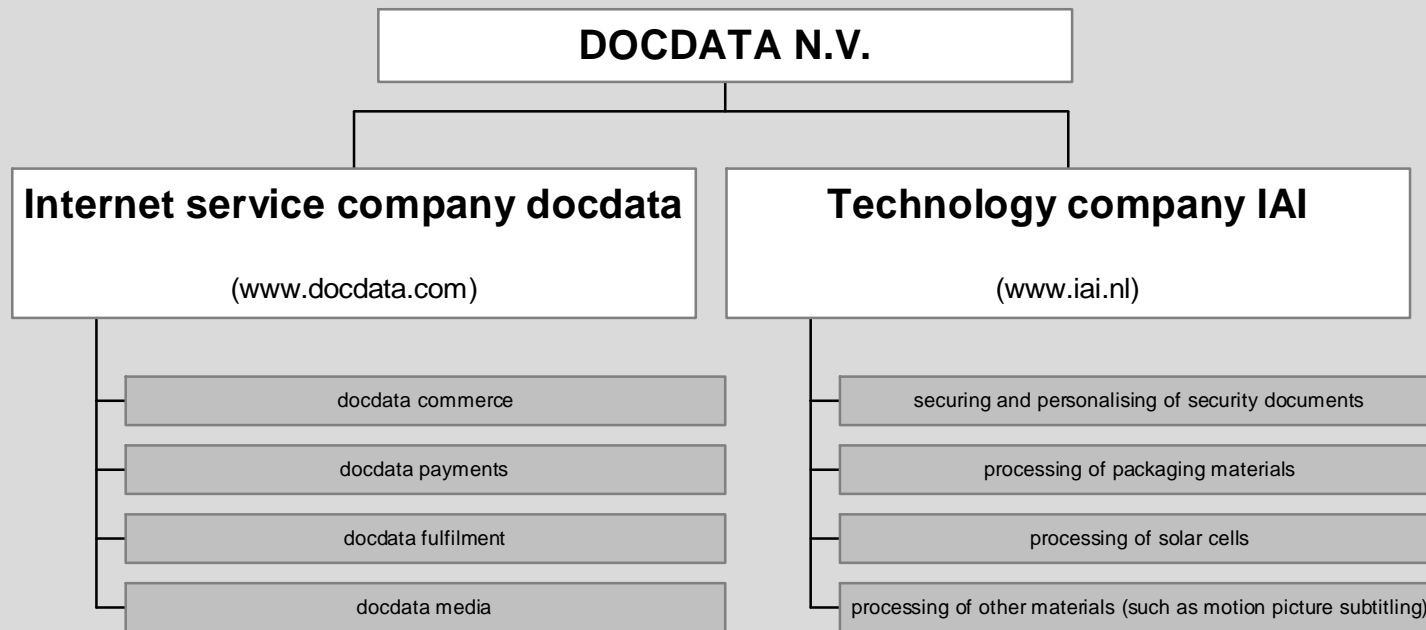 DOCDATA N.V.
Internet service company docdata
(www.docdata.com)
docdata commerce
docdata payments
docdata fulfilment
docdata media
Technology company IAI
(www.iai.nl)
securing and personalising of security documents
processing of packaging materials
processing of solar cells
processing of other materials (such as motion picture subtitling)